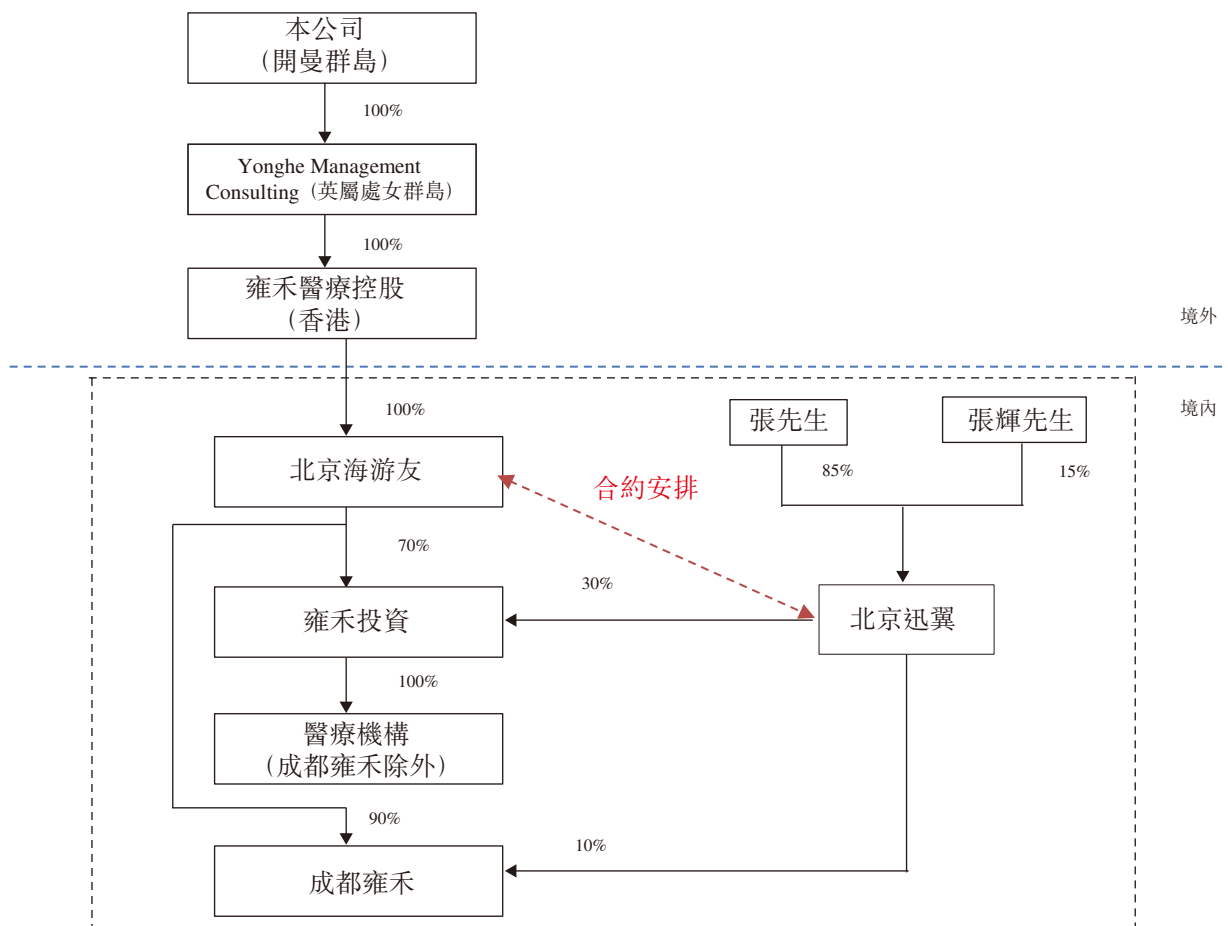 本公司
(開曼群島)
100%
Yonghe Management
Consulting (英屬處女群島)
100%
雍禾醫療控股
(香港)
境外
境內
100%
張先生
張輝先生
85%
15%
北京海游友
合約安排
70%
30%
雍禾投資
北京迅翼
100%
醫療機構
(成都雍禾除外)
90%
10%
成都雍禾